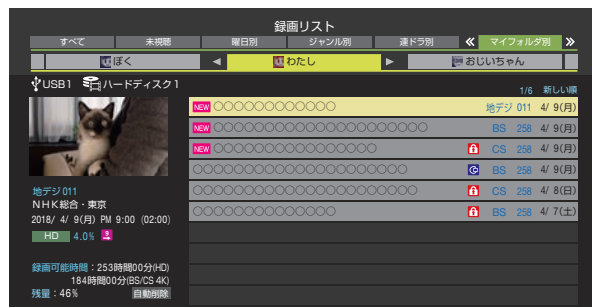 録画リスト
すべて 未視聴 曜日別 ジャンル別 連ドラ別 マイフォルダ別
ぼく わたし おじいちゃん
USB1 ハードディスク1
1/6 新しい順
NEW 〇〇〇〇〇〇〇〇〇〇〇〇 地デジ 011 4/ 9(月)
NEW 〇〇〇〇〇〇〇〇〇〇〇〇〇〇〇〇〇〇〇〇〇 BS 258 4/ 9(月)
NEW 〇〇〇〇〇〇〇〇〇〇〇〇〇〇〇〇 CS 258 4/ 9(月)
〇〇〇〇〇〇〇〇〇〇〇〇〇〇〇〇〇〇〇〇〇 BS 258 4/ 9(月)
〇〇〇〇〇〇〇〇〇〇〇〇〇〇〇〇〇〇〇〇〇〇 CS 258 4/ 8(日)
〇〇〇〇〇〇〇〇〇〇〇〇〇〇 BS 258 4/ 7(土)
地デジ 011
NHK総合・東京
2018/ 4/ 9(月) PM 9:00 (02:00)
HD 4.0% 9
録画可能時間：253時間00分(HD)
184時間00分(BS/CS 4K)
残量：46% 自動削除